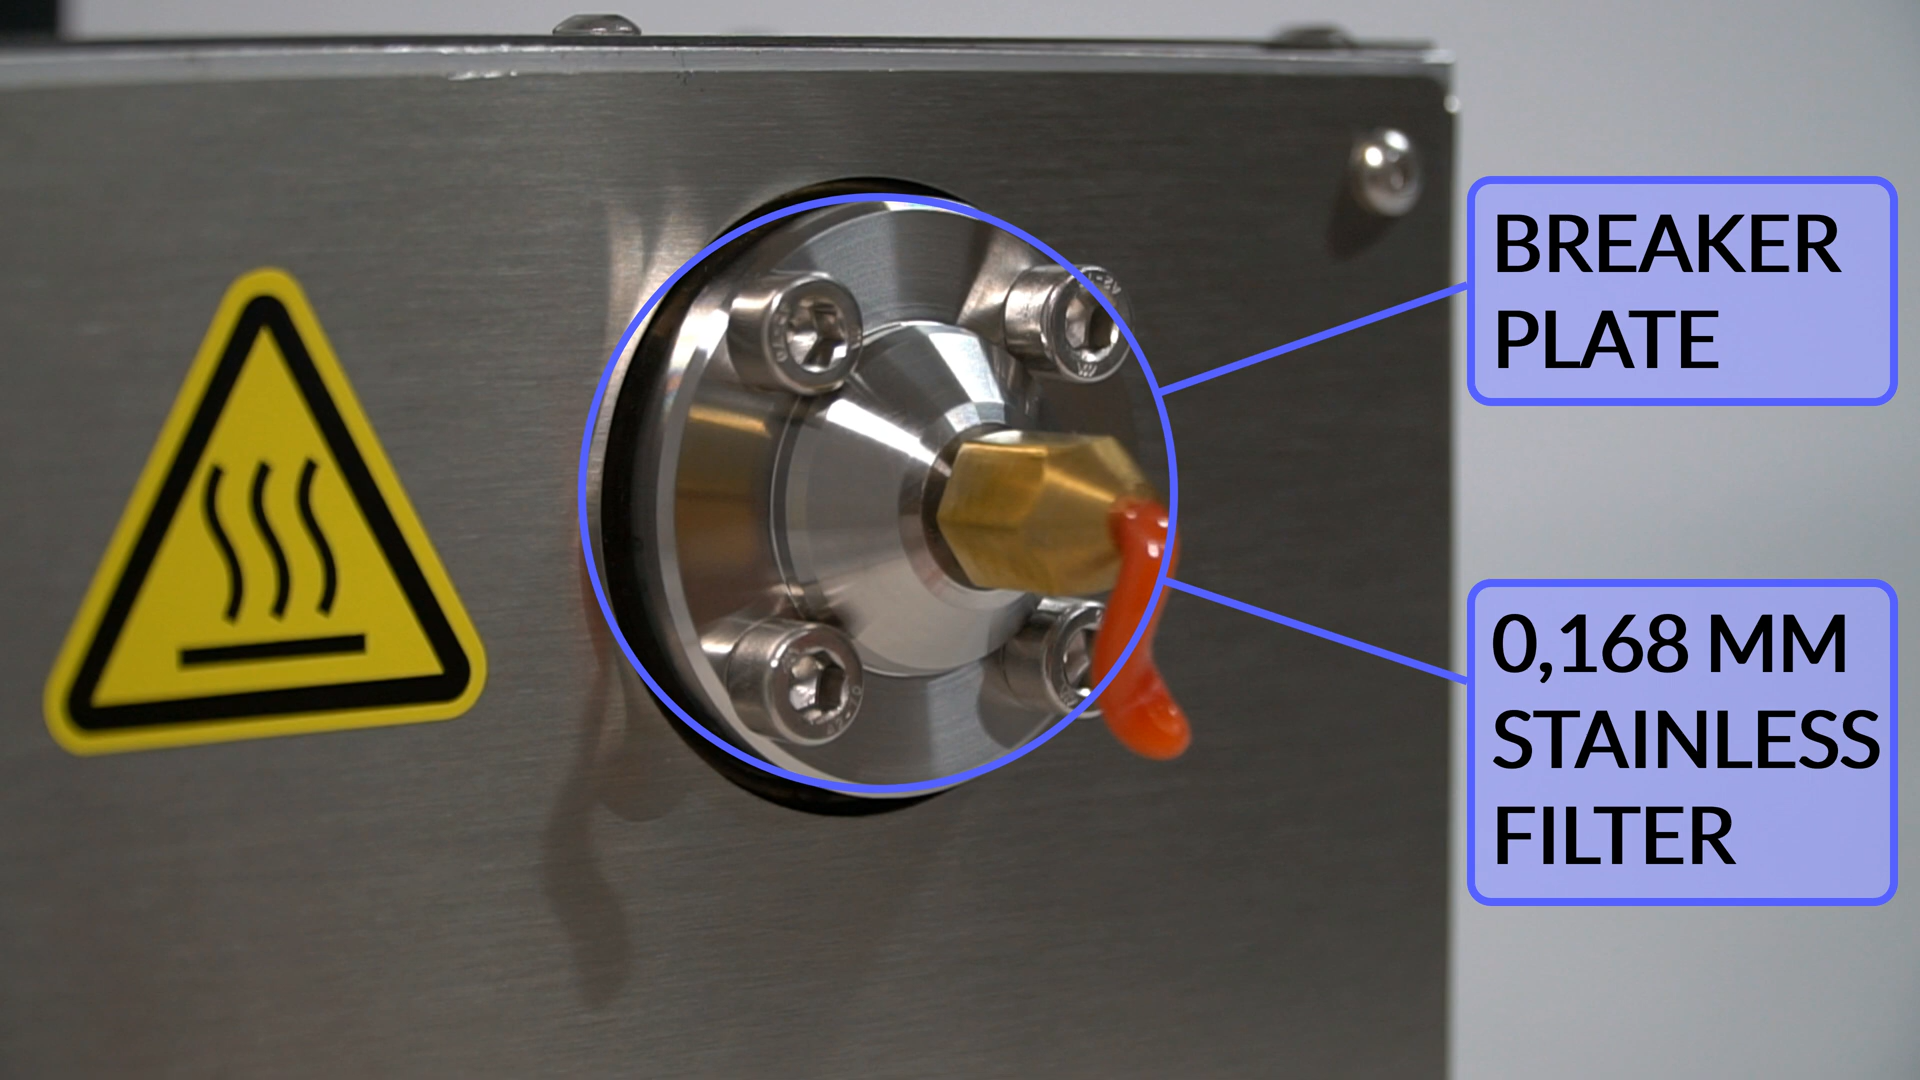 BREAKER
PLATE
0,168 MM
STAINLESS
FILTER